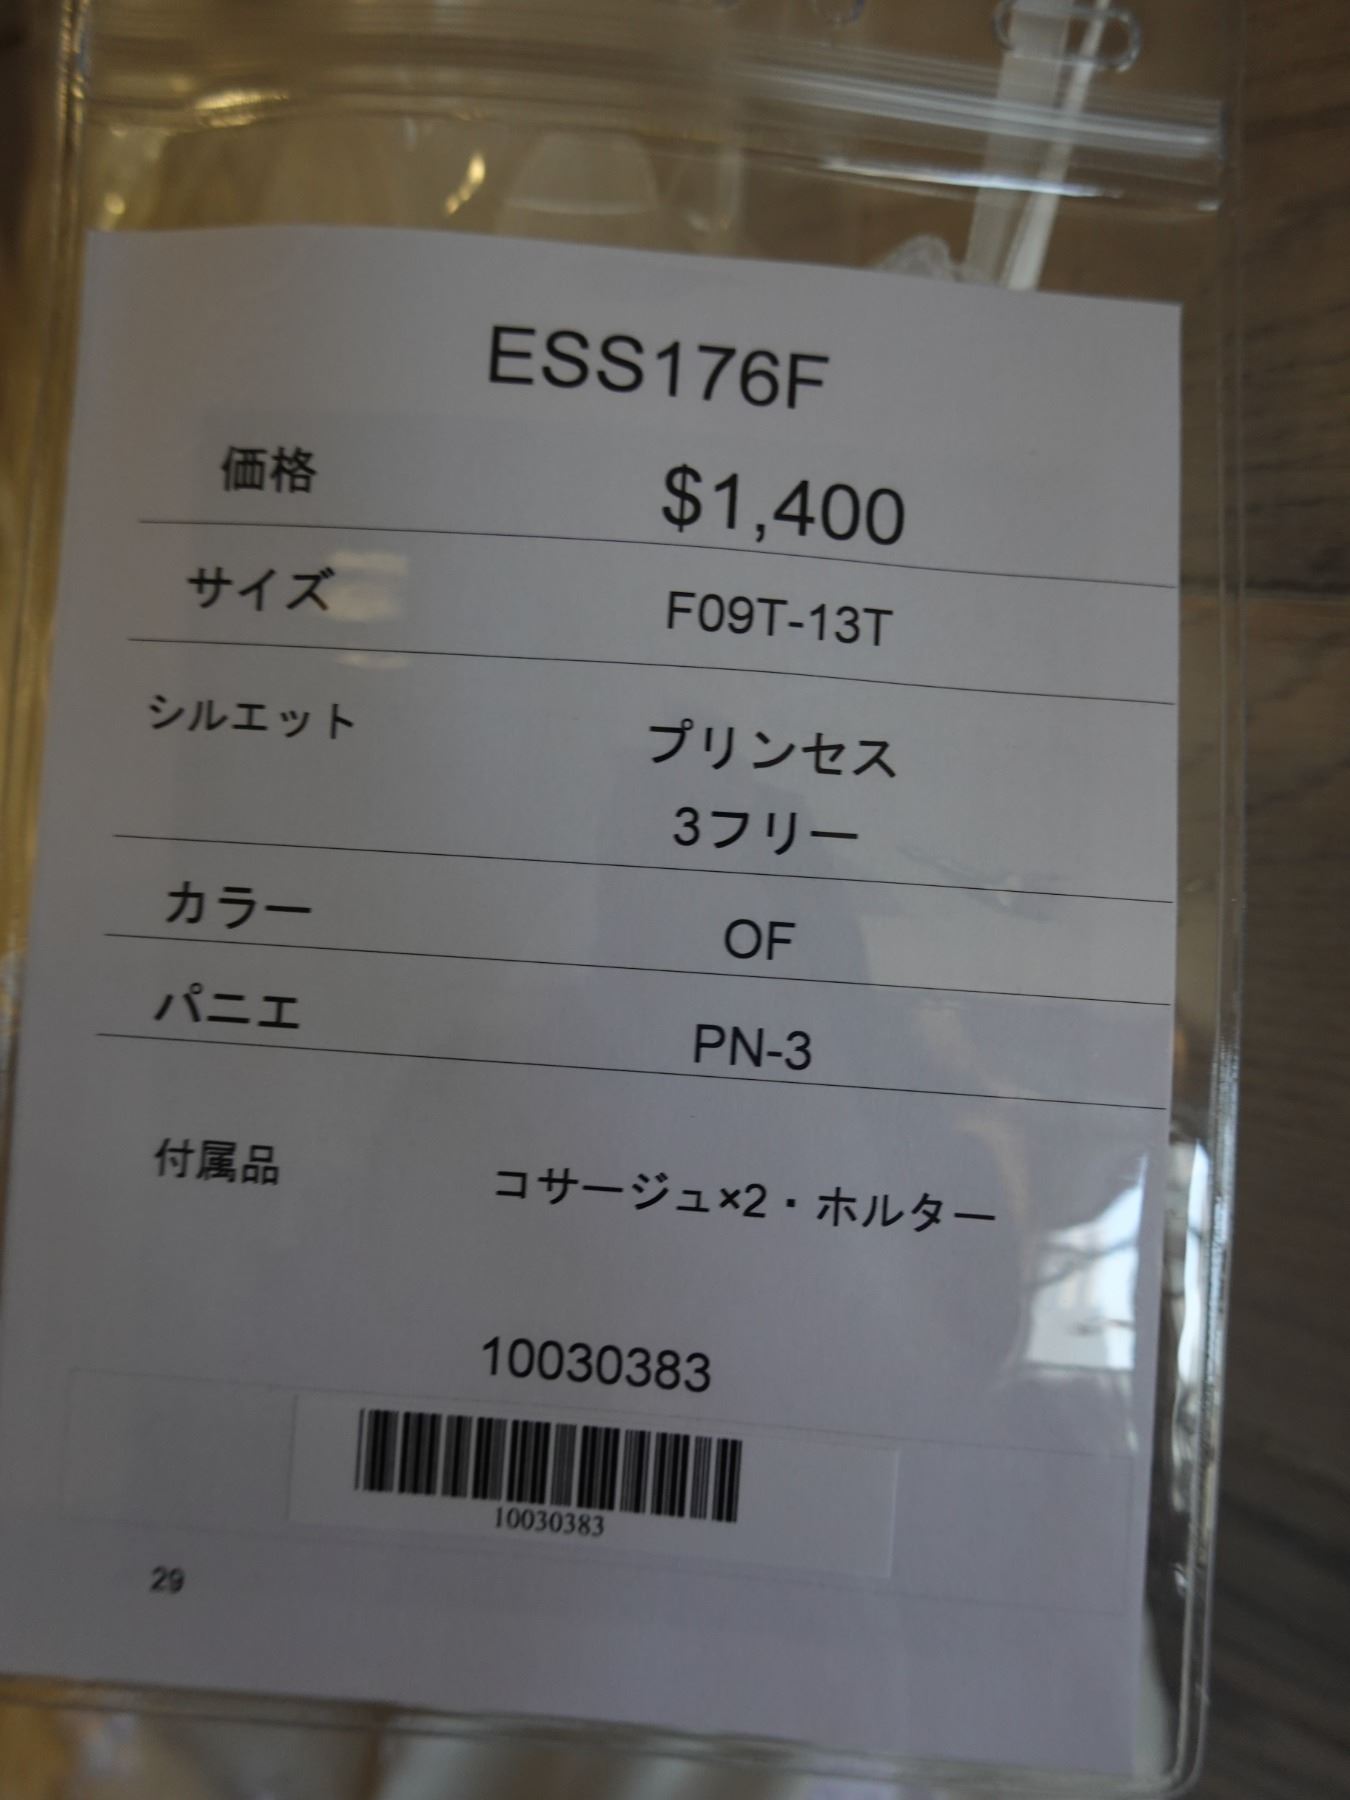 ESS176F
価格 $1,400
サイズ F09T-13T
シルエット プリンセス
3フリー
カラー OF
パニエ PN-3
付属品 コサージュ×2・ホルター
10030383
10030383
29